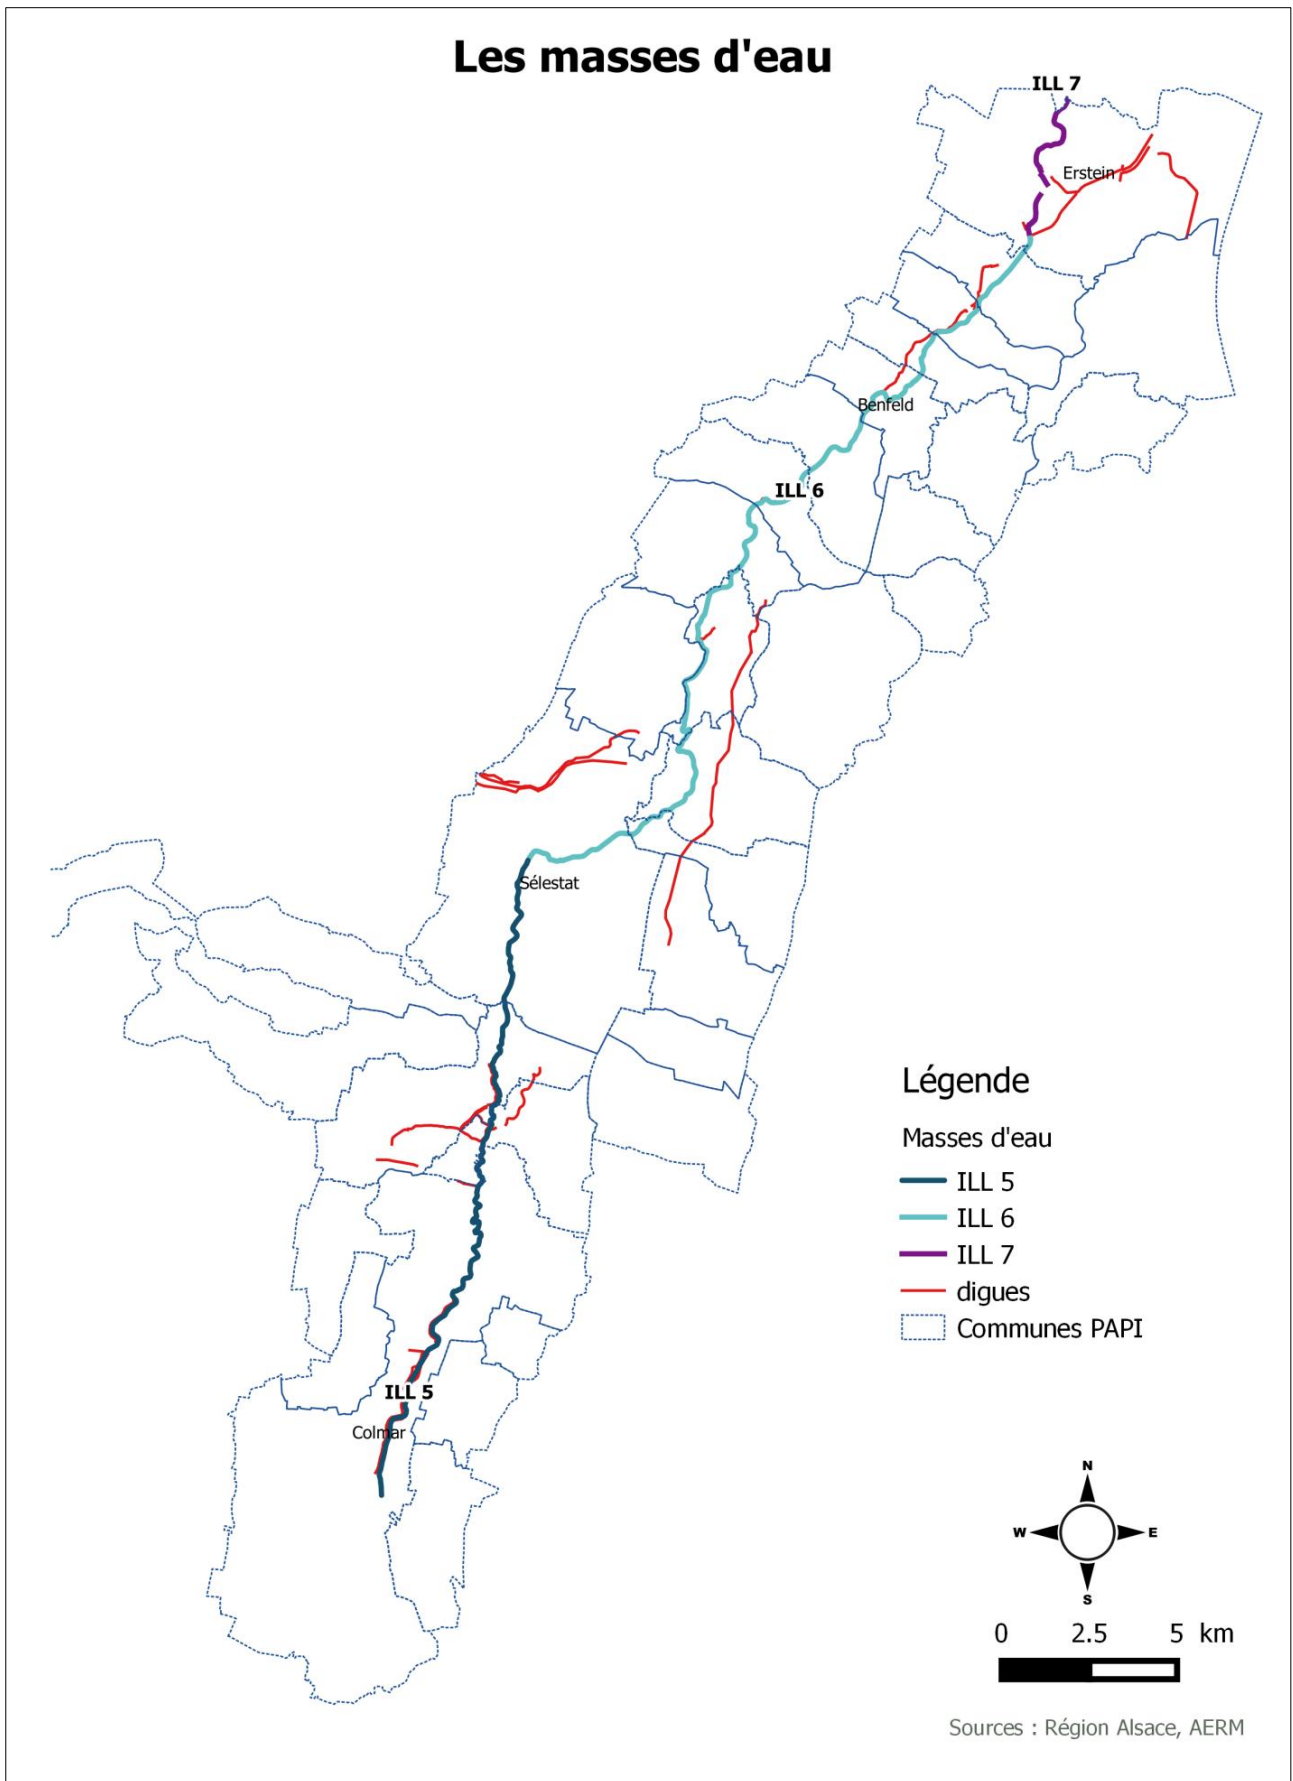 Les masses d'eau
ILL 7
Erstein
Benfeld
ILL 6
Sélestat
Légende
Masses d'eau
ILL 5
ILL 6
ILL 7
digues
Communes PAPI
ILL 5
Colmar
N
W E
S
0 2.5 5 km
Sources : Région Alsace, AERM